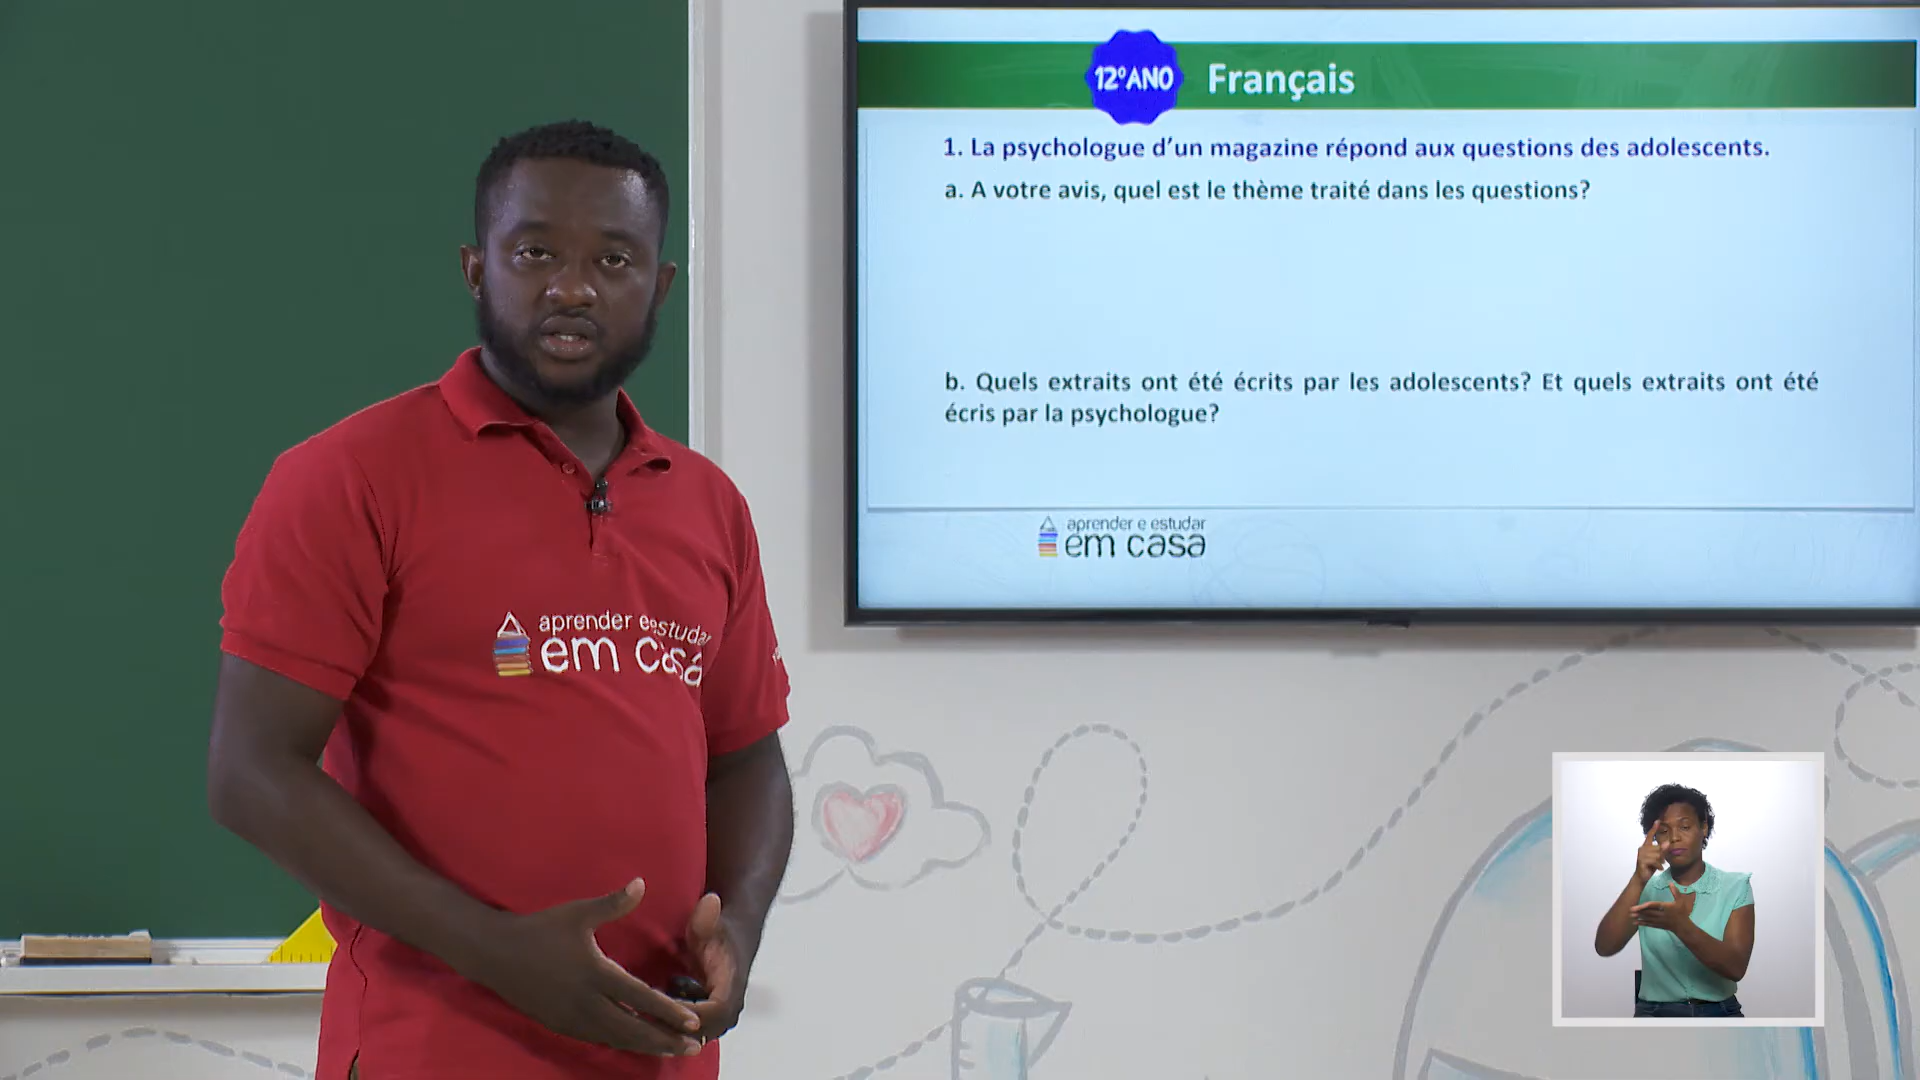 12ºANO Français
1. La psychologue d’un magazine répond aux questions des adolescents.
a. A votre avis, quel est le thème traité dans les questions?
b. Quels extraits ont été écrits par les adolescents? Et quels extraits ont été
écris par la psychologue?
aprender e estudar
em casa
aprender e estudar
em casa